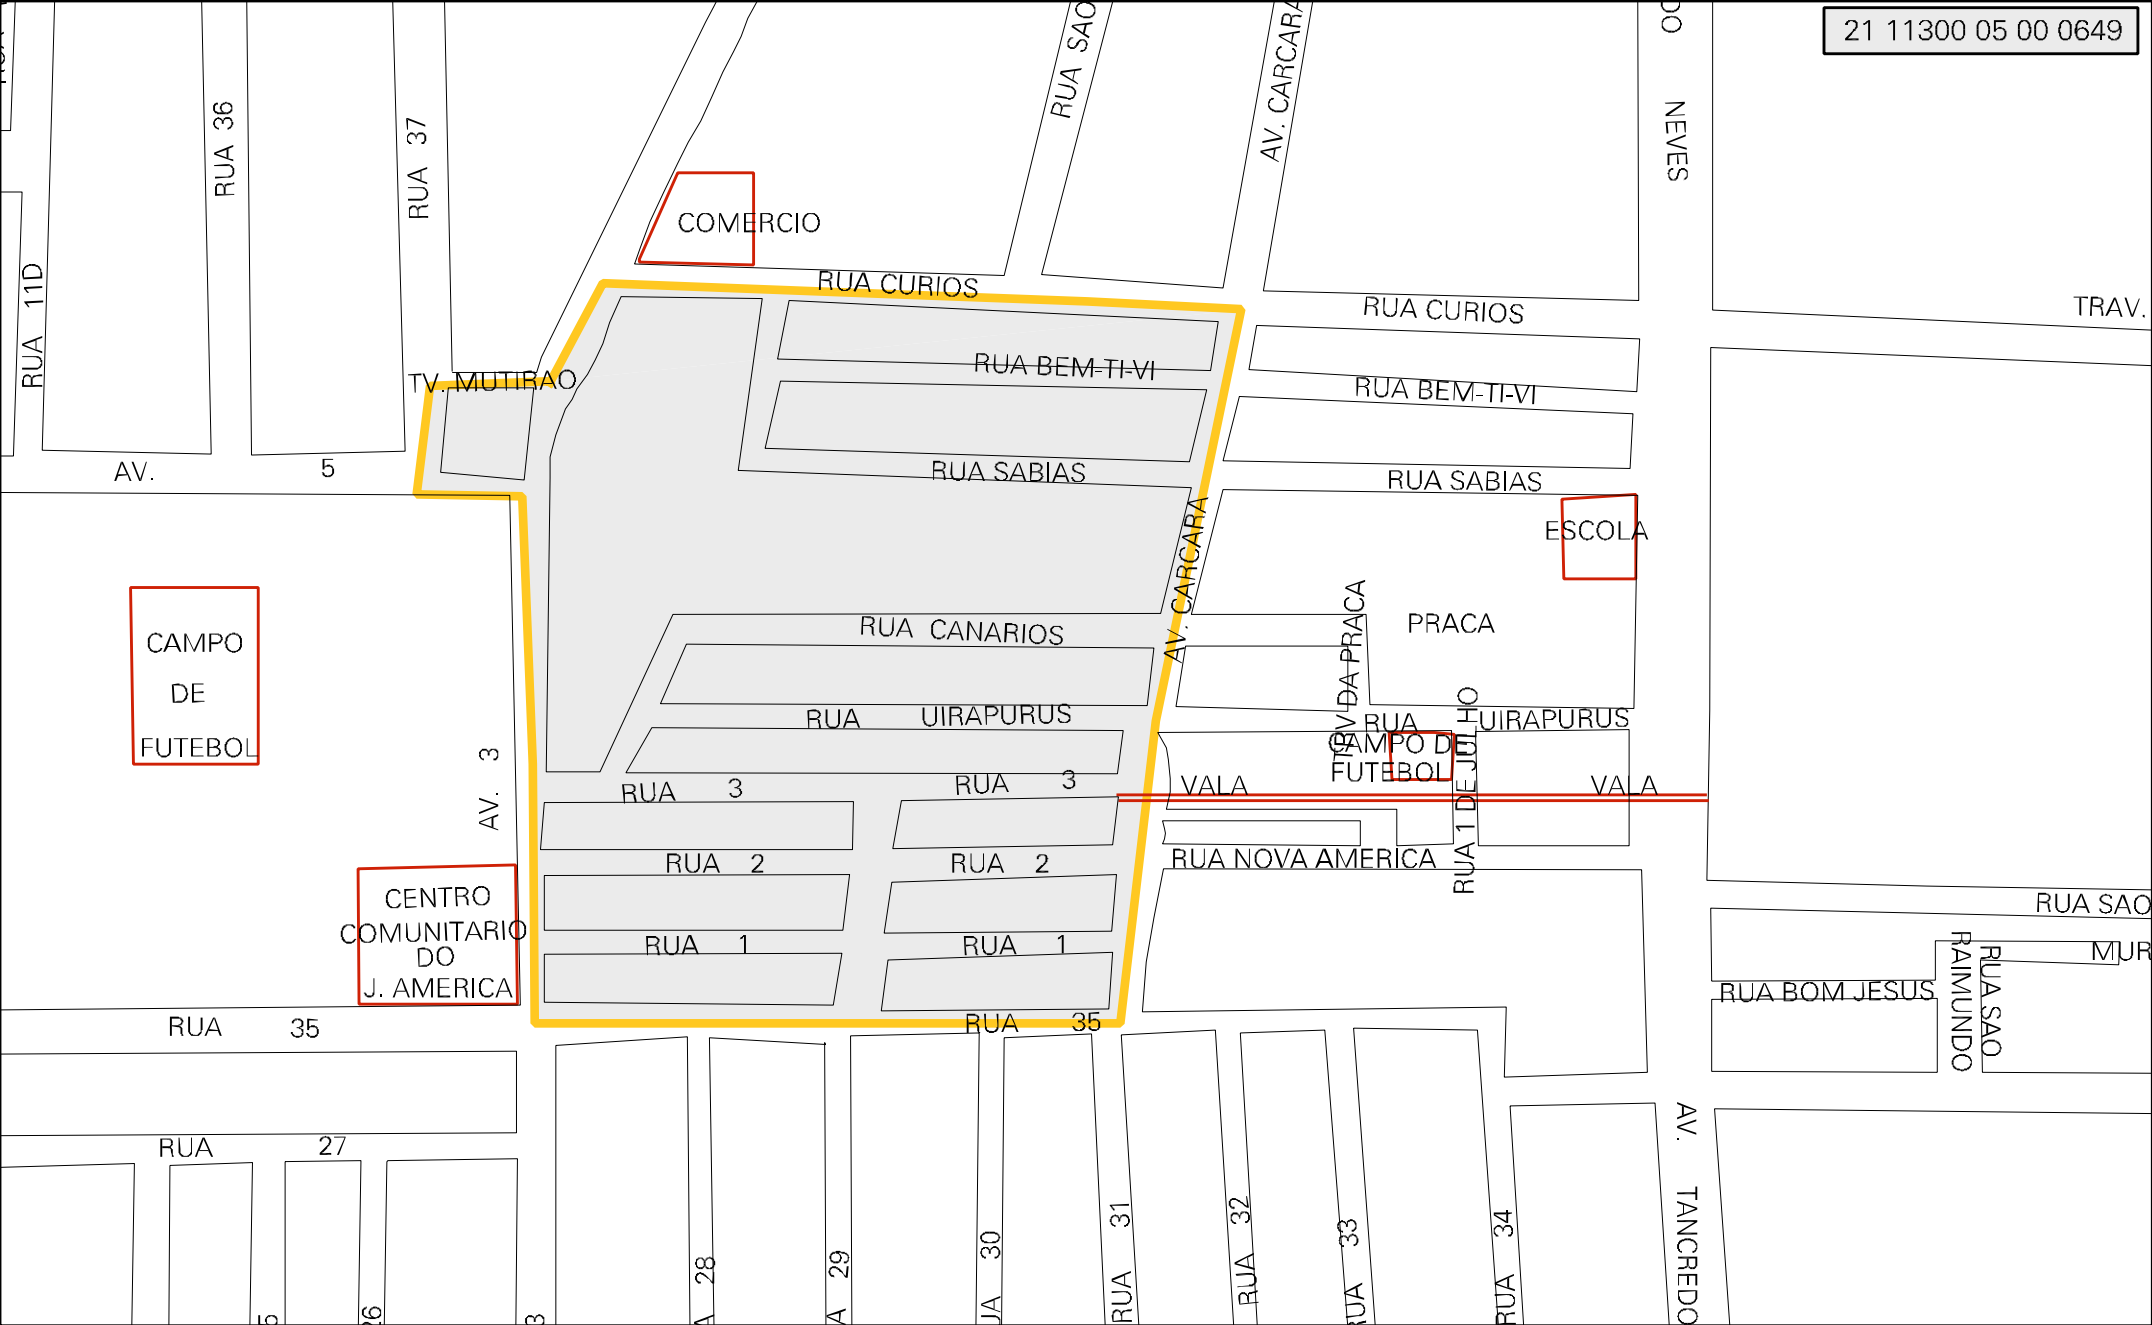 21 11300 05 00 0649
RUA SAO
AV. CARCARA
DO NEVES
RUA 36
RUA 37
RUA 11D
COMERCIO
RUA CURIOS
RUA CURIOS
TRAV.
RUA BEM-TI-VI
RUA BEM-TI-VI
TV. MUTIRAO
AV. 5
RUA SABIAS
RUA SABIAS
ESCOLA
AV. CARCARA
PRACA
TRV DA PRACA
RUA CANARIOS
CAMPO
DE
FUTEBOL
RUA UIRAPURUS
RUA UIRAPURUS
CAMPO D
FUTEBOL
RUA 1 DE JULHO
AV. 3
RUA 3
RUA 3
VALA
VALA
RUA 2
RUA 2
RUA NOVA AMERICA
CENTRO
COMUNITARIO
DO
J. AMERICA
RUA 1
RUA 1
RUA SAO
MUR
RUA BOM JESUS
RAIMUNDO
RUA SAO
RUA 35
RUA 35
RUA 27
AV. TANCREDO
26
28
29
30
RUA 31
RUA 32
33
RUA 34